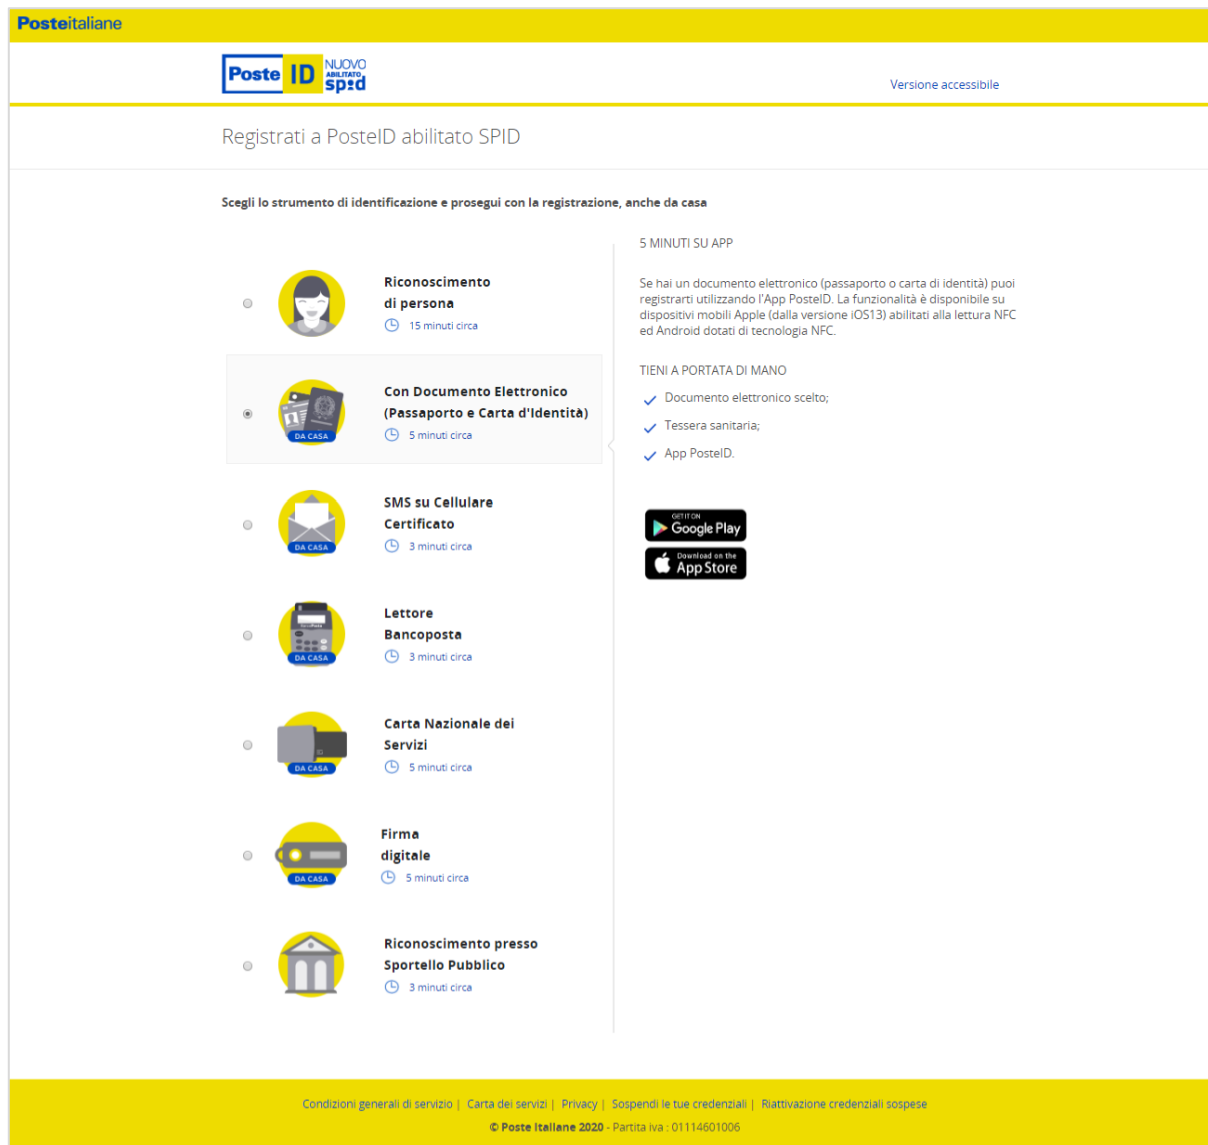 Posteitaliane
Poste ID NUOVO ABILITATO spid
Versione accessibile
Registrati a PosteID abilitato SPID
Scegli lo strumento di identificazione e prosegui con la registrazione, anche da casa
Riconoscimento
di persona
15 minuti circa
DA CASA
Con Documento Elettronico
(Passaporto e Carta d'Identità)
5 minuti circa
DA CASA
SMS su Cellulare
Certificato
3 minuti circa
DA CASA
Lettore
Bancoposta
3 minuti circa
DA CASA
Carta Nazionale dei
Servizi
5 minuti circa
DA CASA
Firma
digitale
5 minuti circa
Riconoscimento presso
Sportello Pubblico
3 minuti circa
5 MINUTI SU APP
Se hai un documento elettronico (passaporto o carta di identità) puoi
registrarti utilizzando l'App PosteID. La funzionalità è disponibile su
dispositivi mobili Apple (dalla versione iOS13) abilitati alla lettura NFC
ed Android dotati di tecnologia NFC.
TIENI A PORTATA DI MANO
Documento elettronico scelto;
Tessera sanitaria;
App PosteID.
GET IT ON
Google Play
Download on the
App Store
Condizioni generali di servizio | Carta dei servizi | Privacy | Sospendi le tue credenziali | Riattivazione credenziali sospese
© Poste Italiane 2020 - Partita iva : 01114601006